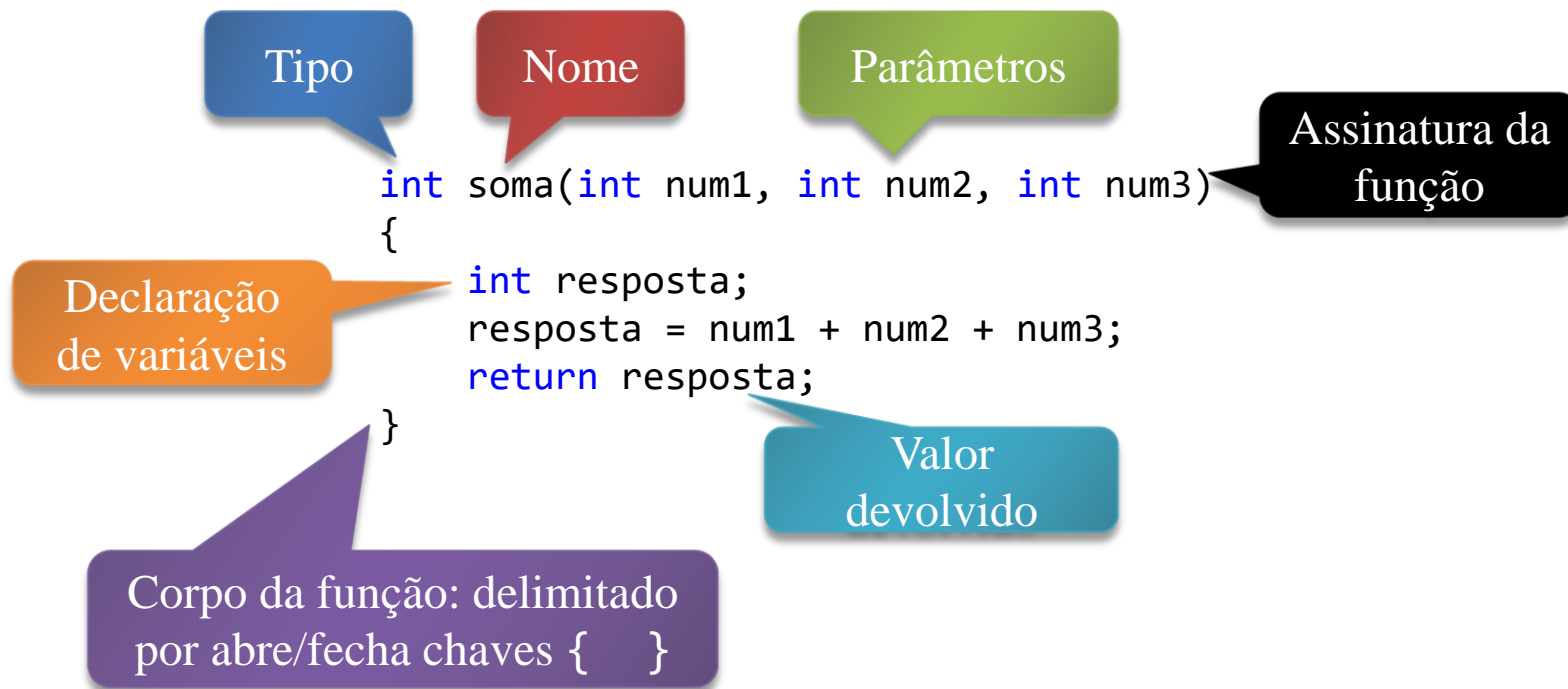 Tipo
Nome
Parâmetros
Assinatura da
função
int soma(int num1, int num2, int num3)
{
Declaração
de variáveis
int resposta;
resposta = num1 + num2 + num3;
return resposta;
}
Valor
devolvido
Corpo da função: delimitado
por abre/fecha chaves { }